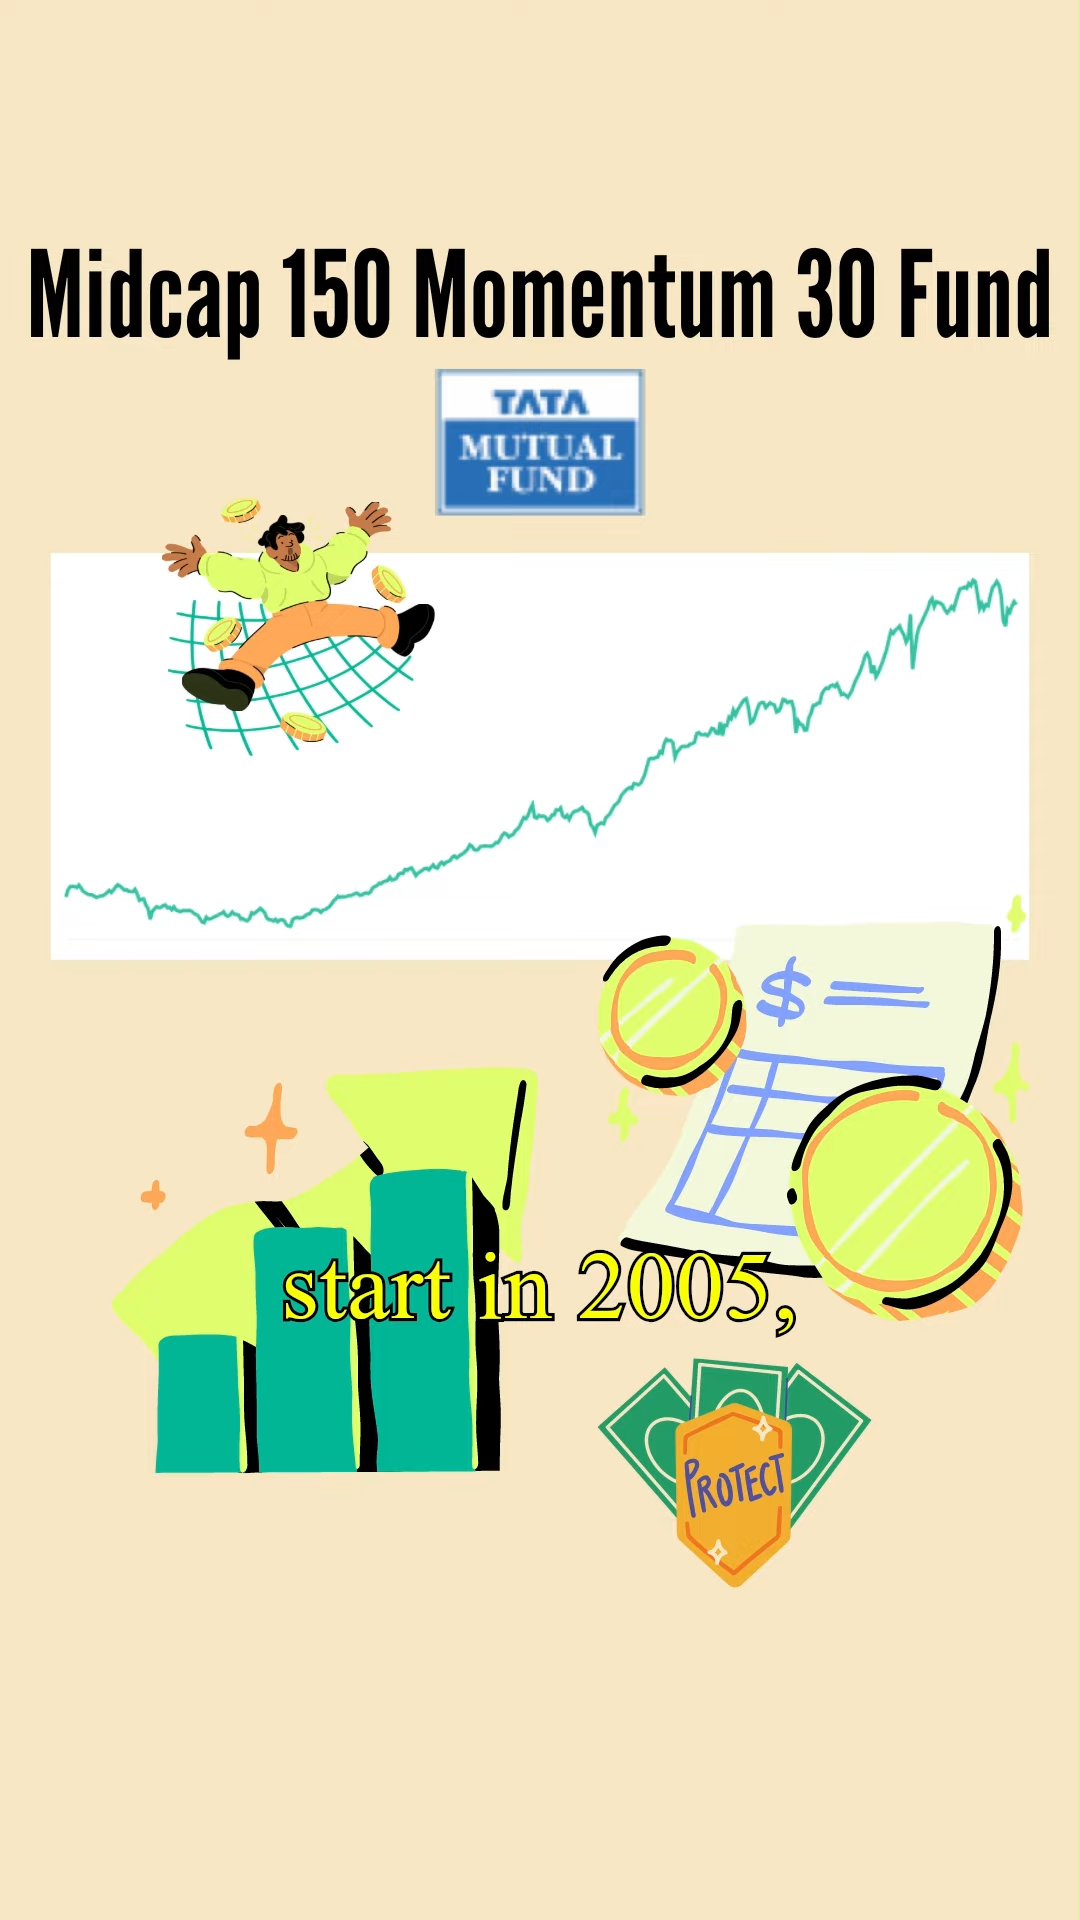 Midcap 150 Momentum 30 Fund
TATA
MUTUAL
FUND
$
start in 2005,
PROTECT